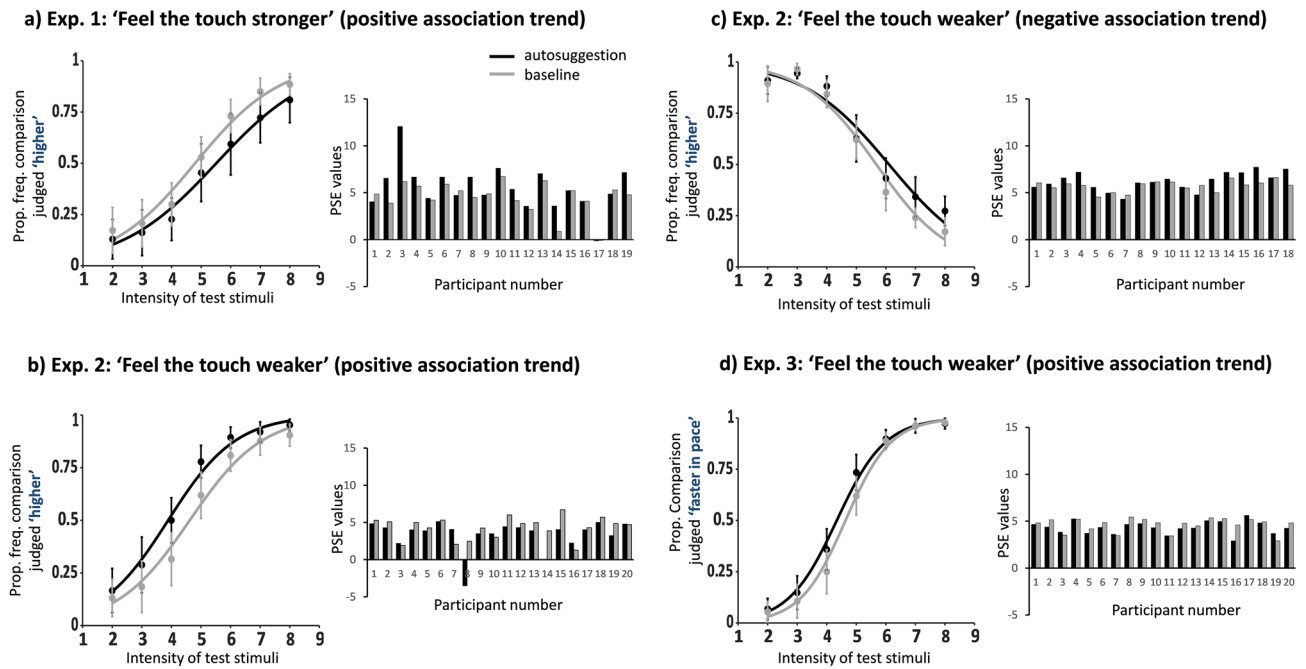 a) Exp. 1: ‘Feel the touch stronger’ (positive association trend)
autosuggestion
baseline
Prop. freq. comparison
judged ‘higher’
1
0.75
0.5
0.25
0
1 2 3 4 5 6 7 8 9
Intensity of test stimuli
PSE values
15
10
5
0
-5
1 2 3 4 5 6 7 8 9 10 11 12 13 14 15 16 17 18 19
Participant number
c) Exp. 2: ‘Feel the touch weaker’ (negative association trend)
Prop. freq. comparison
judged ‘higher’
1
0.75
0.5
0.25
0
1 2 3 4 5 6 7 8 9
Intensity of test stimuli
PSE values
15
10
5
0
-5
1 2 3 4 5 6 7 8 9 10 11 12 13 14 15 16 17 18
Participant number
b) Exp. 2: ‘Feel the touch weaker’ (positive association trend)
Prop. freq. comparison
judged ‘higher’
1
0.75
0.5
0.25
0
1 2 3 4 5 6 7 8 9
Intensity of test stimuli
PSE values
15
10
5
0
-5
1 2 3 4 5 6 7 8 9 10 11 12 13 14 15 16 17 18 19 20
Participant number
d) Exp. 3: ‘Feel the touch weaker’ (positive association trend)
Prop. Comparison
judged ‘faster in pace’
1
0.75
0.5
0.25
0
1 2 3 4 5 6 7 8 9
Intensity of test stimuli
PSE values
15
10
5
0
-5
1 2 3 4 5 6 7 8 9 10 11 12 13 14 15 16 17 18 19 20
Participant number